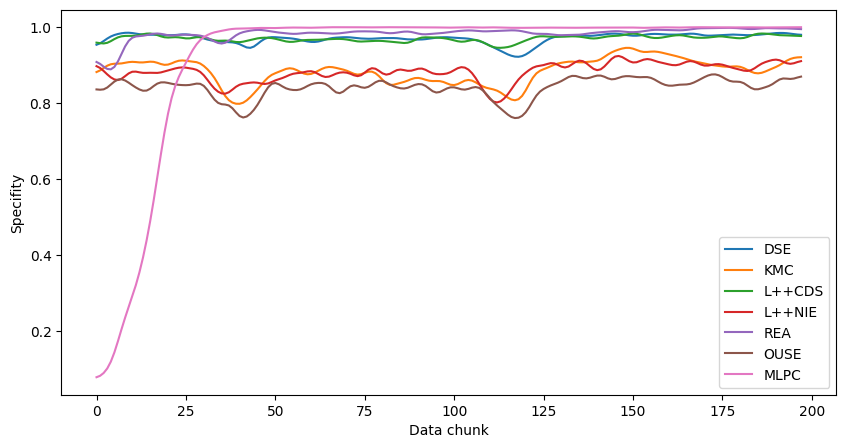 1.0
0.8
0.6
0.4
0.2
Specifity
0
25
50
75
100
125
150
175
200
Data chunk
DSE
KMC
L++CDS
L++NIE
REA
OUSE
MLPC